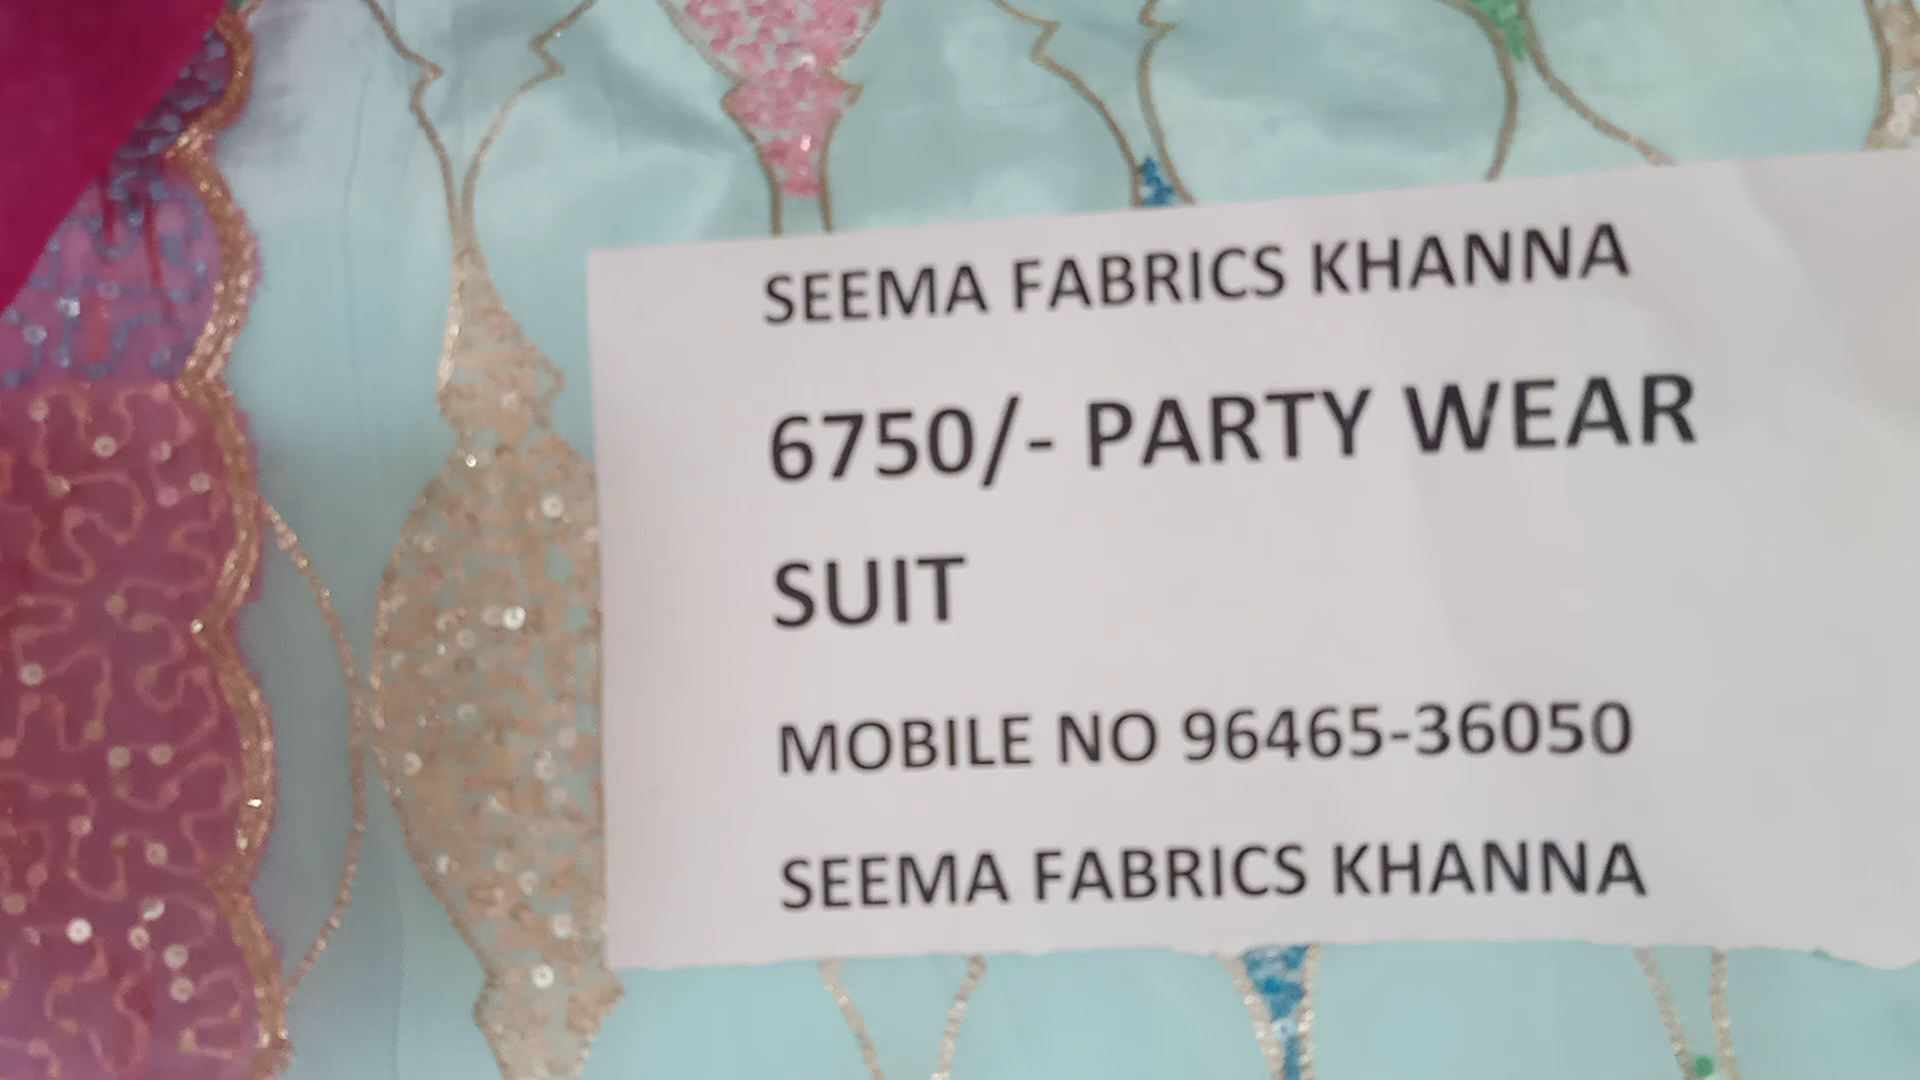 SEEMA FABRICS KHANNA
6750/- PARTY WEAR
SUIT
MOBILE NO 96465-36050
SEEMA FABRICS KHANNA